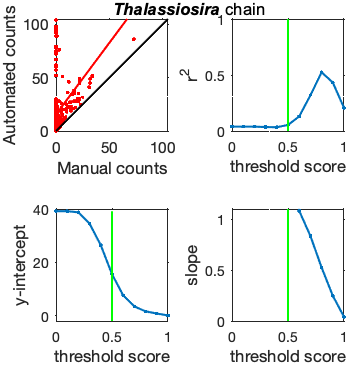 Thalassiosira chain
Automated counts
100
50
0
0 50 100
Manual counts
r2
1
0.5
0
0 0.5 1
threshold score
y-intercept
40
20
0
0 0.5 1
threshold score
slope
1
0.5
0
0 0.5 1
threshold score